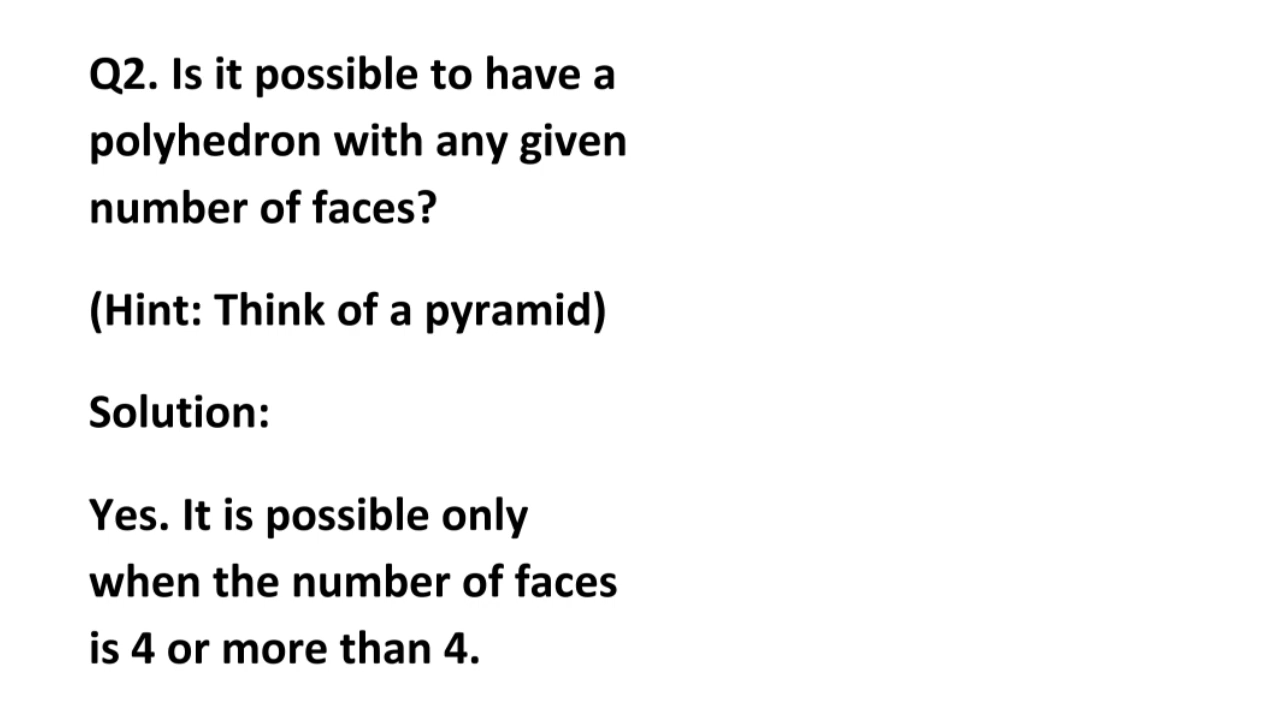 Q2. Is it possible to have a
polyhedron with any given
number of faces?
(Hint: Think of a pyramid)
Solution:
Yes. It is possible only
when the number of faces
is 4 or more than 4.